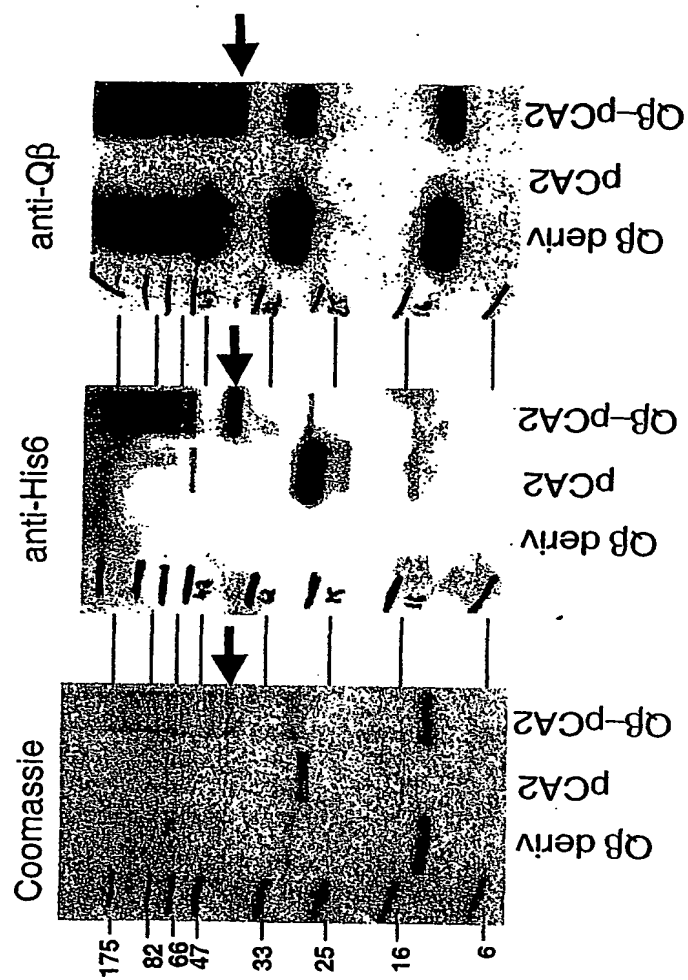 Coomassie
anti-His6
anti-Qβ
175
82
66
47
33
25
16
6
Qβ deriv
pCA2
Qβ-pCA2
Qβ deriv
pCA2
Qβ-pCA2
Qβ deriv
pCA2
Qβ-pCA2